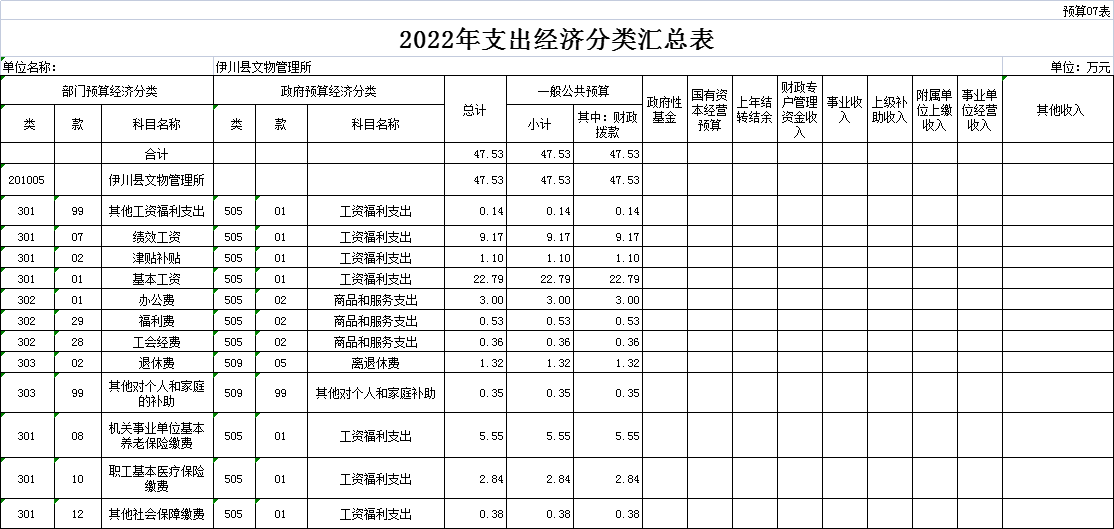 预算07表
2022年支出经济分类汇总表
单位名称： 伊川县文物管理所 单位：万元
部门预算经济分类 政府预算经济分类 总计 一般公共预算 政府性基金 国有资本经营预算 上年结转结余 财政专户管理资金收入 事业收入 上级补助收入 附属单位上缴收入 事业单位经营收入 其他收入
类 款 科目名称 类 款 科目名称 小计 其中：财政拨款
合计 47.53 47.53 47.53
201005 伊川县文物管理所 47.53 47.53 47.53
301 99 其他工资福利支出 505 01 工资福利支出 0.14 0.14 0.14
301 07 绩效工资 505 01 工资福利支出 9.17 9.17 9.17
301 02 津贴补贴 505 01 工资福利支出 1.10 1.10 1.10
301 01 基本工资 505 01 工资福利支出 22.79 22.79 22.79
302 01 办公费 505 02 商品和服务支出 3.00 3.00 3.00
302 29 福利费 505 02 商品和服务支出 0.53 0.53 0.53
302 28 工会经费 505 02 商品和服务支出 0.36 0.36 0.36
303 02 退休费 509 05 离退休费 1.32 1.32 1.32
303 99 其他对个人和家庭的补助 509 99 其他对个人和家庭补助 0.35 0.35 0.35
301 08 机关事业单位基本养老保险缴费 505 01 工资福利支出 5.55 5.55 5.55
301 10 职工基本医疗保险缴费 505 01 工资福利支出 2.84 2.84 2.84
301 12 其他社会保障缴费 505 01 工资福利支出 0.38 0.38 0.38